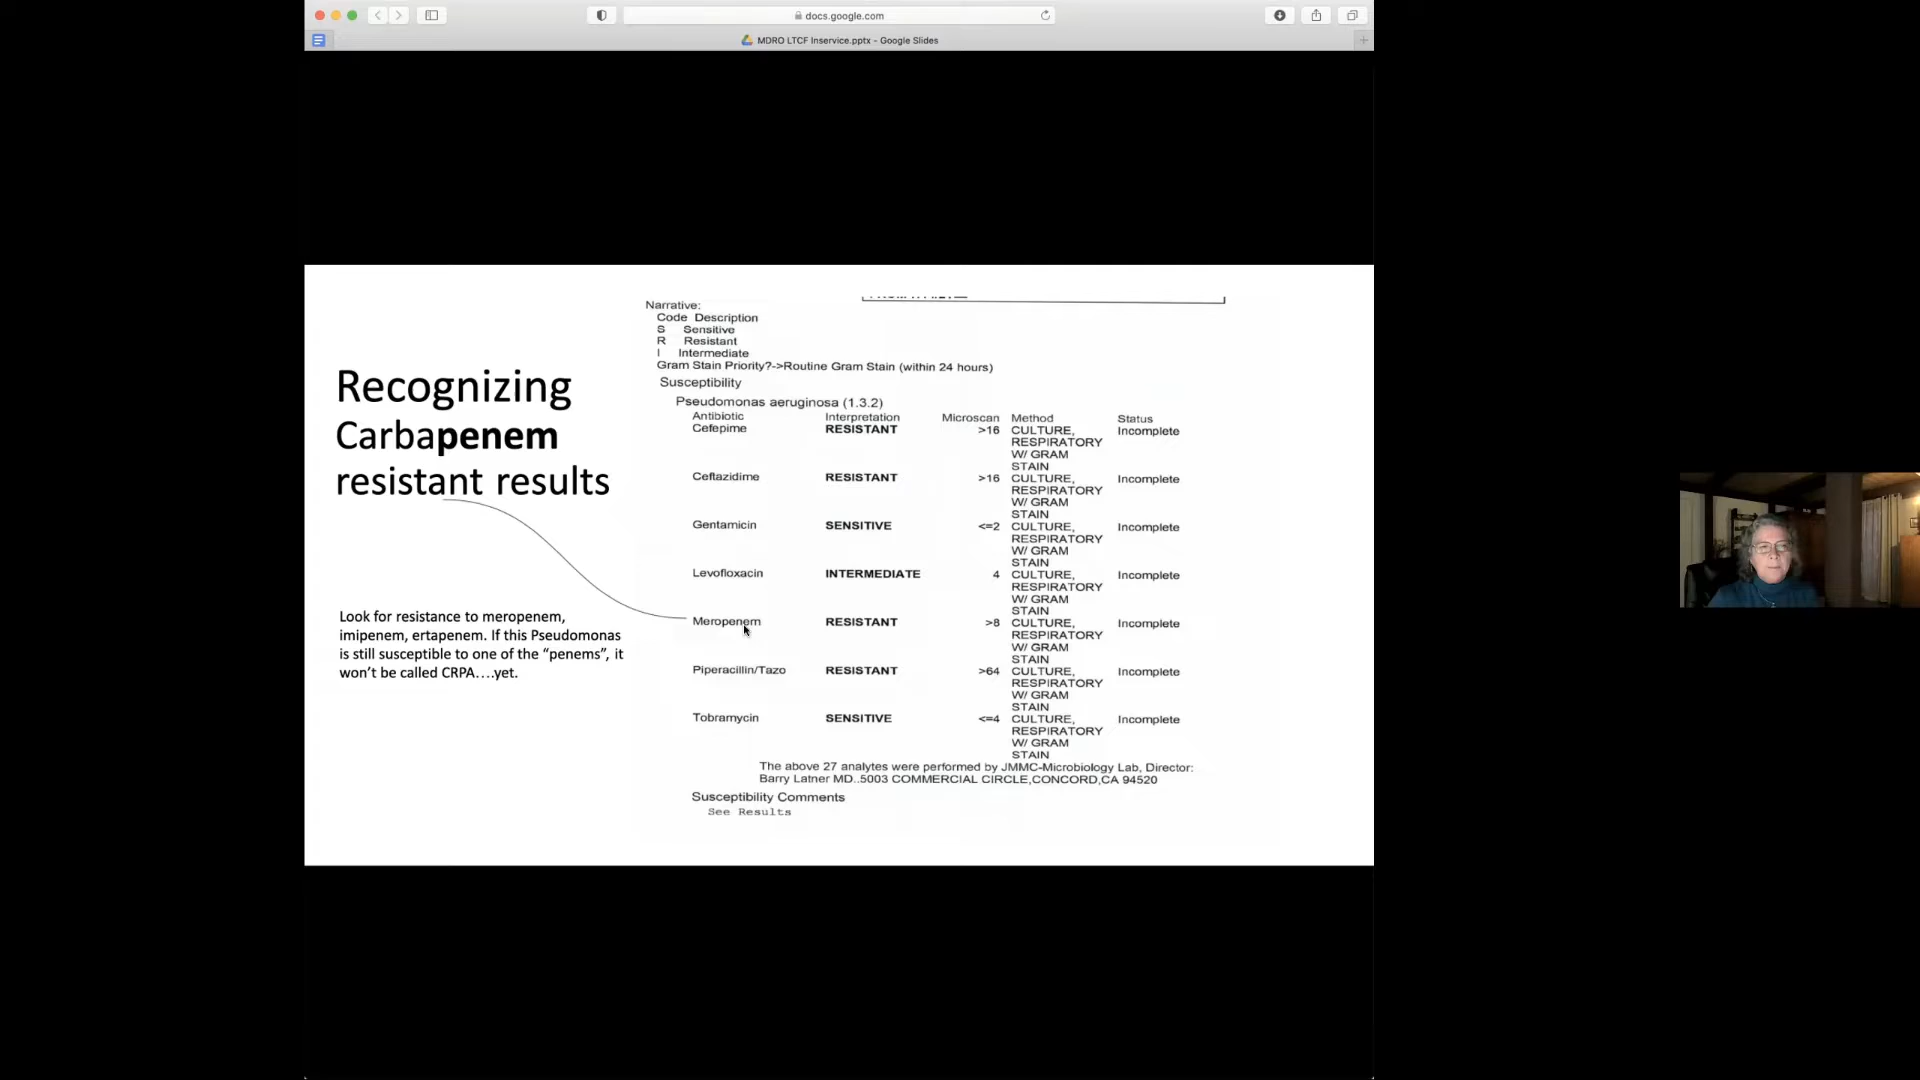 docs.google.com
MDRO LTCF Inservice.pptx - Google Slides
Recognizing
Carbapenem
resistant results
Look for resistance to meropenem,
imipenem, ertapenem. If this Pseudomonas
is still susceptible to one of the “penems”, it
won’t be called CRPA….yet.
Narrative:
Code Description
S Sensitive
R Resistant
I Intermediate
Gram Stain Priority?->Routine Gram Stain (within 24 hours)
Susceptibility
Pseudomonas aeruginosa (1.3.2)
Antibiotic Interpretation Microscan Method Status
Cefepime RESISTANT >16 CULTURE, Incomplete
RESPIRATORY
W/ GRAM
STAIN
Ceftazidime RESISTANT >16 CULTURE, Incomplete
RESPIRATORY
W/ GRAM
STAIN
Gentamicin SENSITIVE <=2 CULTURE, Incomplete
RESPIRATORY
W/ GRAM
STAIN
Levofloxacin INTERMEDIATE 4 CULTURE, Incomplete
RESPIRATORY
W/ GRAM
STAIN
Meropenem RESISTANT >8 CULTURE, Incomplete
RESPIRATORY
W/ GRAM
STAIN
Piperacillin/Tazo RESISTANT >64 CULTURE, Incomplete
RESPIRATORY
W/ GRAM
STAIN
Tobramycin SENSITIVE <=4 CULTURE, Incomplete
RESPIRATORY
W/ GRAM
STAIN
The above 27 analytes were performed by JMMC-Microbiology Lab, Director:
Barry Latner MD..5003 COMMERCIAL CIRCLE,CONCORD,CA 94520
Susceptibility Comments
See Results